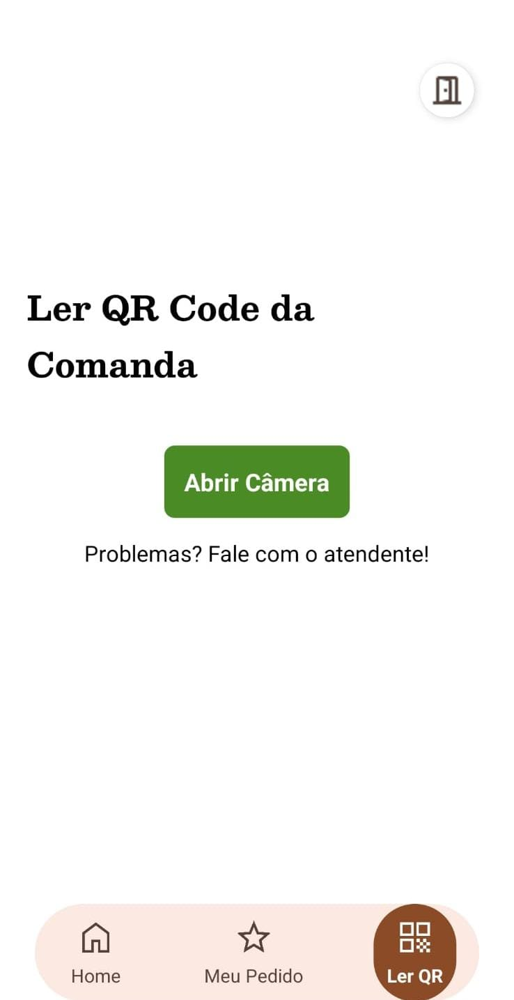 Ler QR Code da
Comanda
Abrir Câmera
Problemas? Fale com o atendente!
Home
Meu Pedido
Ler QR